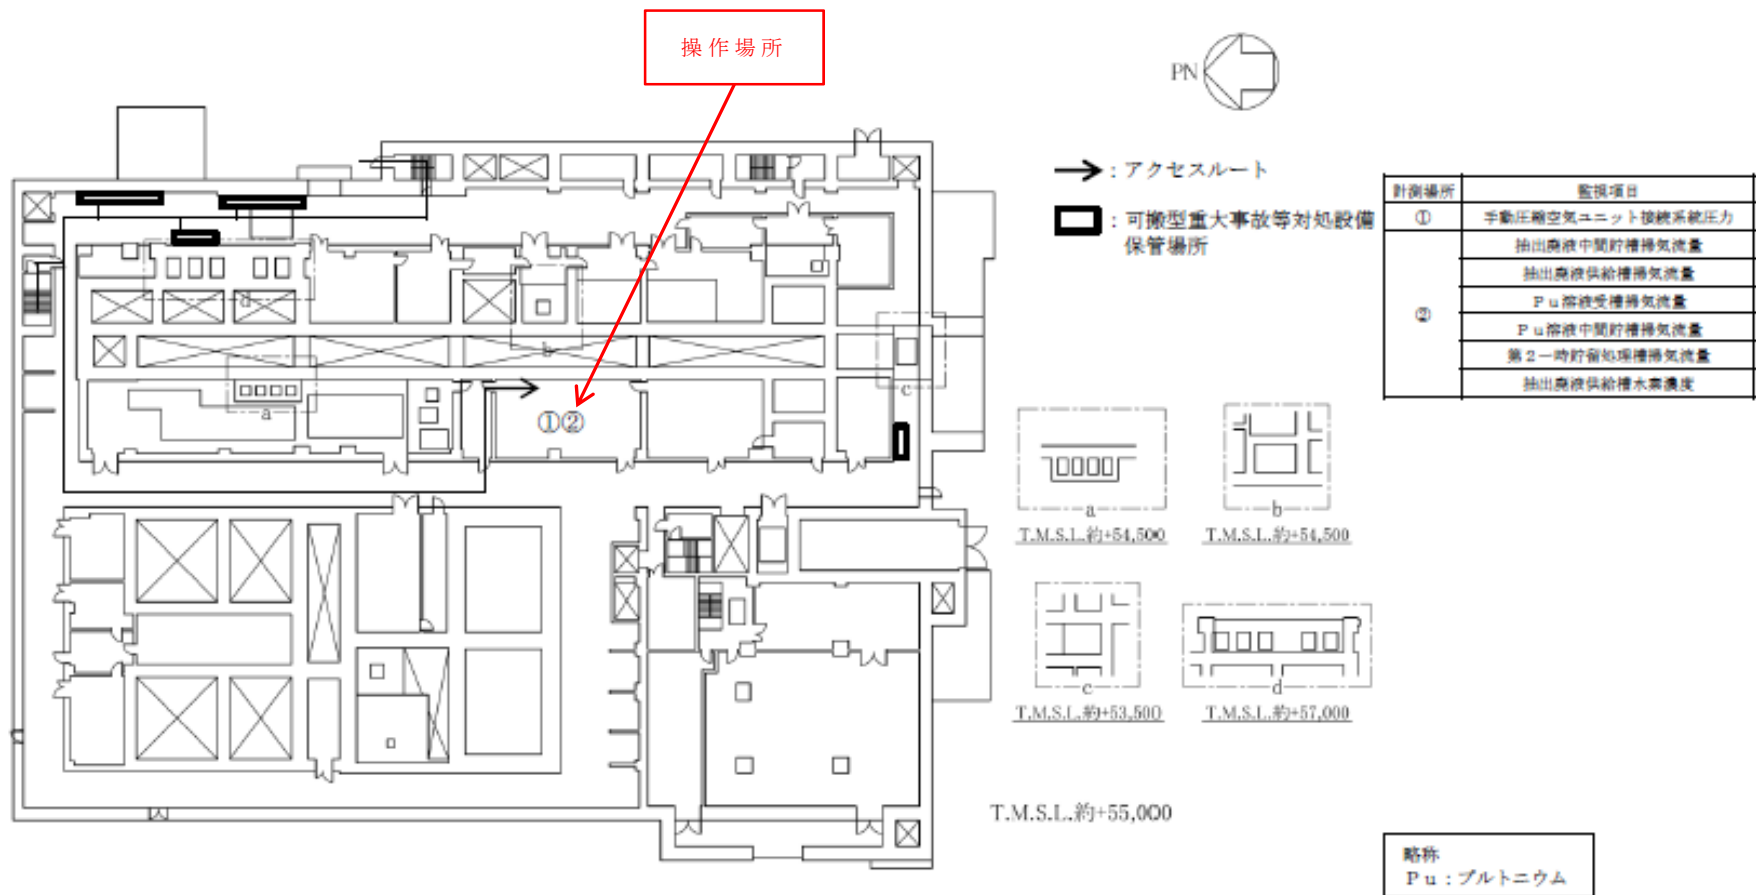 操作場所
PN
：アクセスルート
：可搬型重大事故等対処設備
保管場所
計測場所 監視項目
① 手動圧縮空気ユニット接続系統圧力
② 抽出廃液中間貯槽掃気流量
抽出廃液供給槽掃気流量
Ｐｕ溶液受槽掃気流量
Ｐｕ溶液中間貯槽掃気流量
第２一時貯留処理槽掃気流量
抽出廃液供給槽水素濃度
d
b
c
a
①②
a
T.M.S.L.約+54,500
b
T.M.S.L.約+54,500
c
T.M.S.L.約+53,500
d
T.M.S.L.約+57,000
T.M.S.L.約+55,000
略称
Ｐｕ：プルトニウム